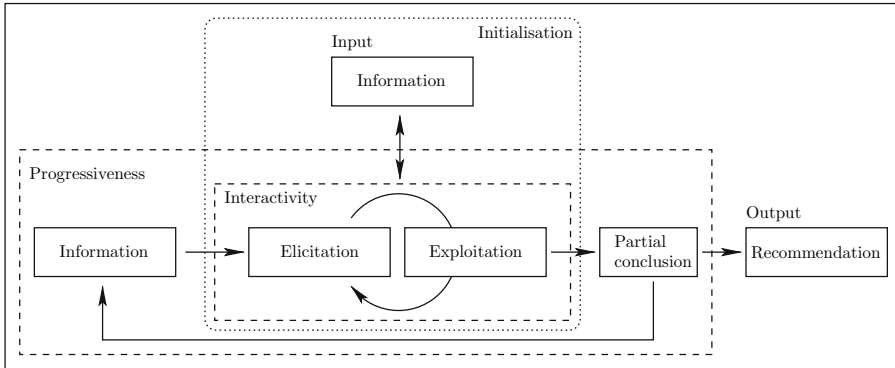 Initialisation
Input
Information
Progressiveness
Interactivity
Output
Information
Elicitation
Exploitation
Partial
conclusion
Recommendation